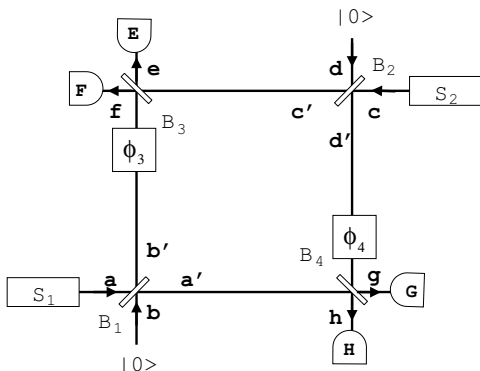 E
|0>
e
d
B₂
F
f
c'
c
S₂
B₃
d'
ϕ₃
b'
B₄
ϕ₄
g
S₁
a
a'
G
B₁
b
h
|0>
H